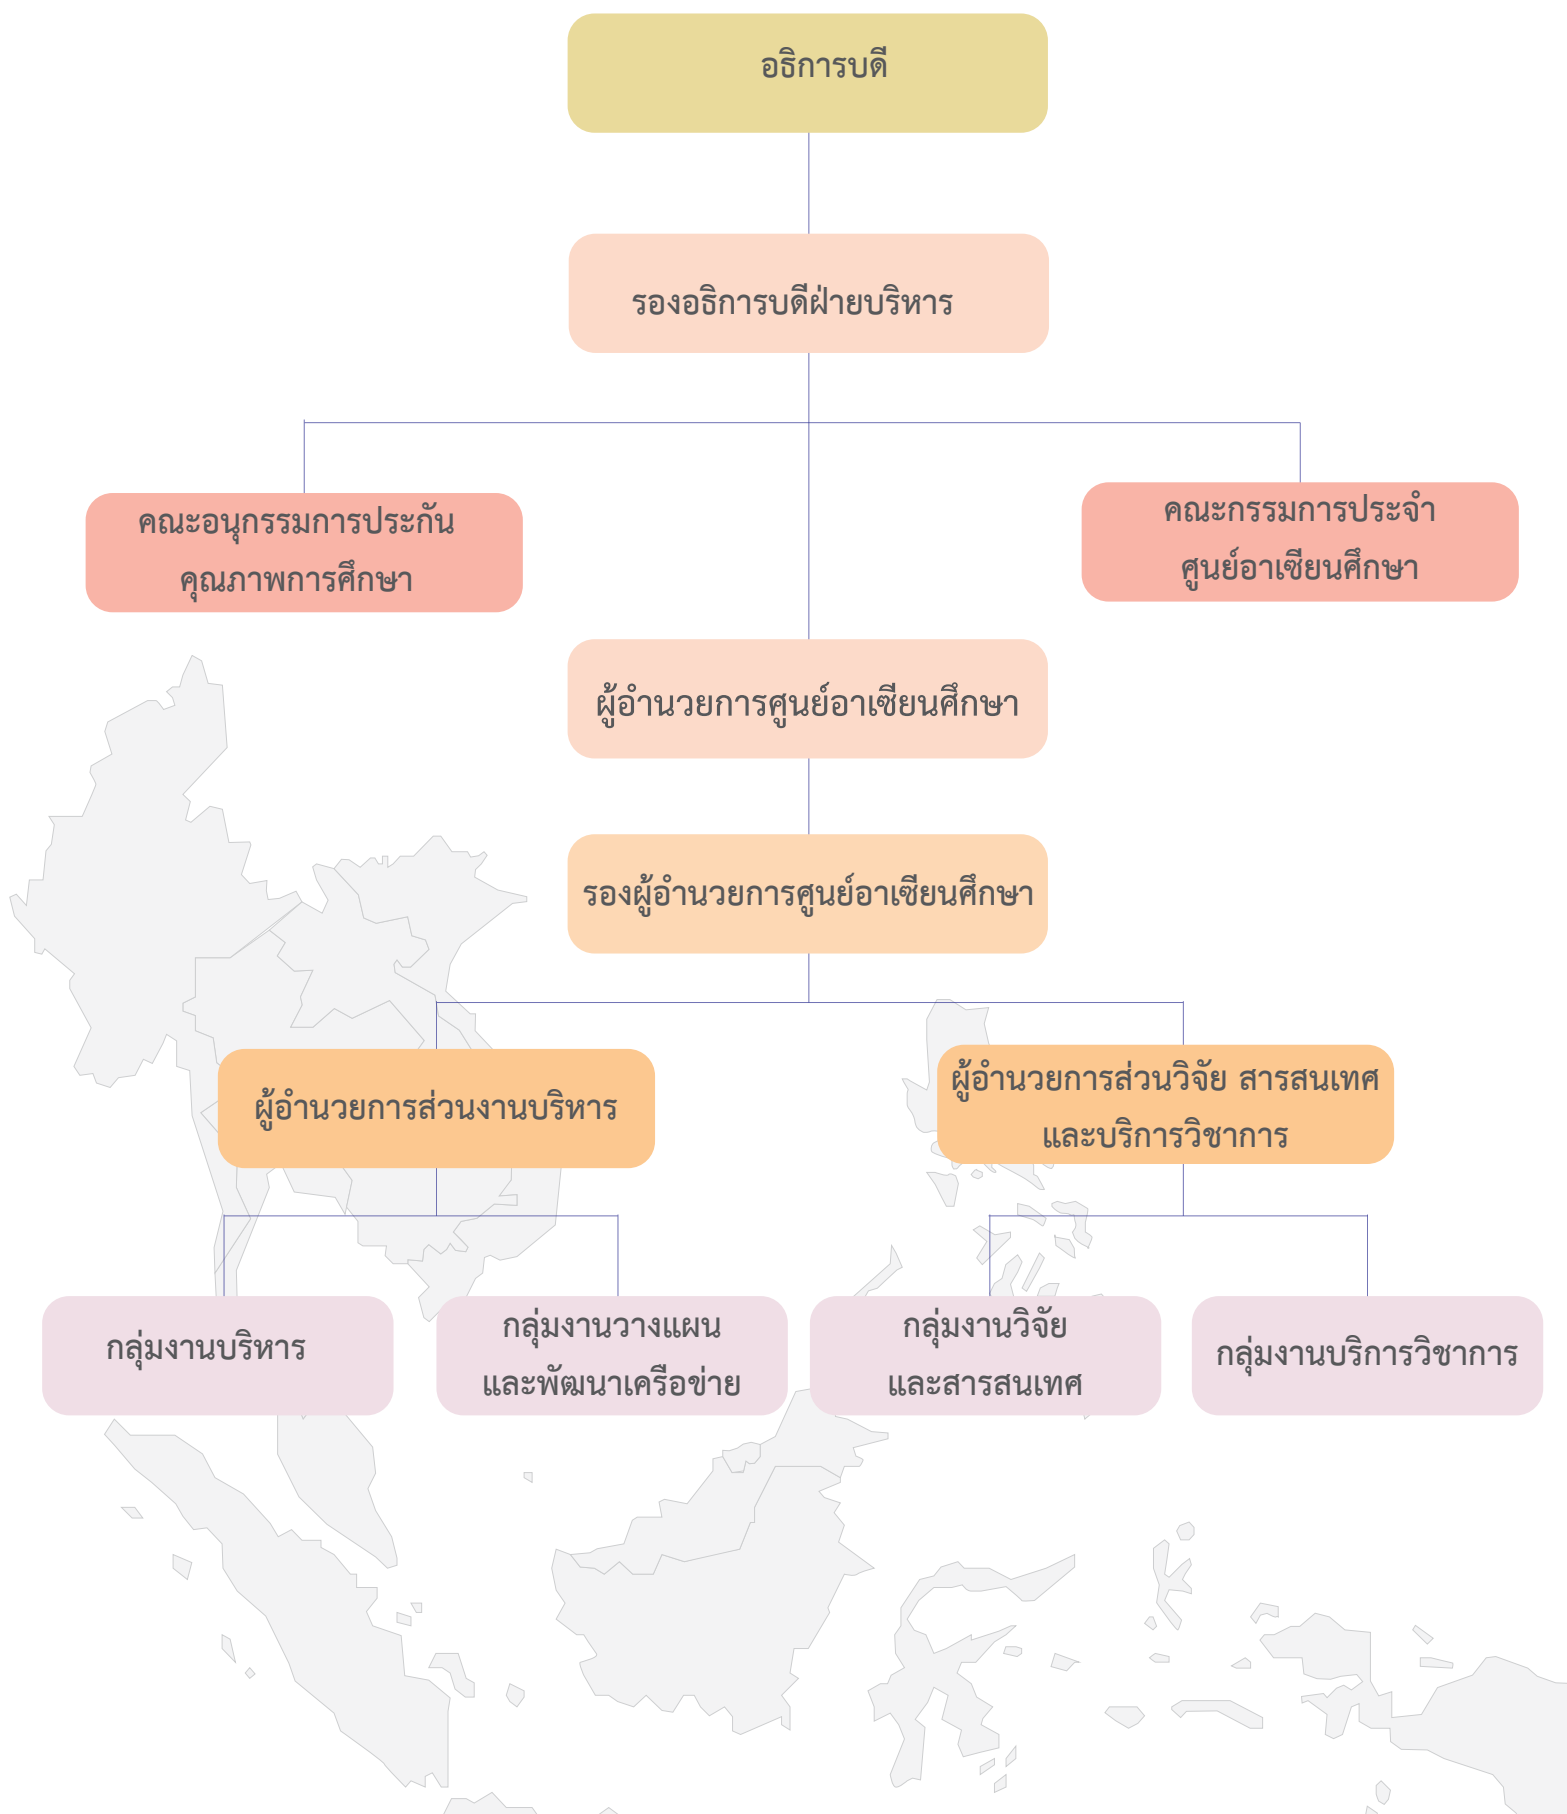 อธิการบดี
รองอธิการบดีฝ่ายบริหาร
คณะอนุกรรมการประกัน
คุณภาพการศึกษา
คณะกรรมการประจำ
ศูนย์อาเซียนศึกษา
ผู้อำนวยการศูนย์อาเซียนศึกษา
รองผู้อำนวยการศูนย์อาเซียนศึกษา
ผู้อำนวยการส่วนงานบริหาร
ผู้อำนวยการส่วนวิจัย สารสนเทศ
และบริการวิชาการ
กลุ่มงานบริหาร
กลุ่มงานวางแผน
และพัฒนาเครือข่าย
กลุ่มงานวิจัย
และสารสนเทศ
กลุ่มงานบริการวิชาการ